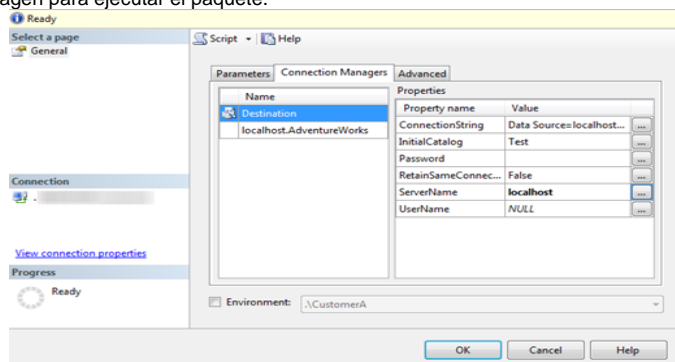 agen para ejecutar el paquete.
Ready
Select a page
General
Script
Help
Parameters
Connection Managers
Advanced
Name
Destination
localhost.AdventureWorks
Properties
Property name Value
ConnectionString Data Source=localhost...
InitialCatalog Test
Password
RetainSameConnec... False
ServerName localhost
UserName NULL
Connection
View connection properties
Progress
Ready
Environment: .\CustomerA
OK
Cancel
Help